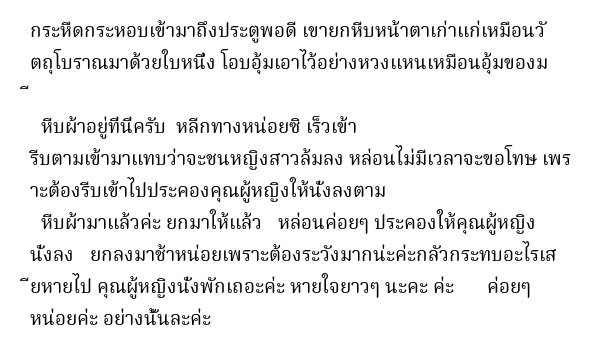 กระหืดกระหอบเข้ามาถึงประตูพอดี เขายกหีบหน้าตาเก่าแก่เหมือนวั
ตถุโบราณมาด้วยใบหนึ่ง โอบอุ้มเอาไว้อย่างหวงแหนเหมือนอุ้มของม
ี
หีบผ้าอยู่ที่นี่ครับ หลีกทางหน่อยซิ เร็วเข้า
รีบตามเข้ามาแทบว่าจะชนหญิงสาวล้มลง หล่อนไม่มีเวลาจะขอโทษ เพร
าะต้องรีบเข้าไปประคองคุณผู้หญิงให้นั่งลงตาม
หีบผ้ามาแล้วค่ะ ยกมาให้แล้ว หล่อนค่อยๆ ประคองให้คุณผู้หญิง
นั่งลง ยกลงมาช้าหน่อยเพราะต้องระวังมากน่ะค่ะกลัวกระทบอะไรเส
ียหายไป คุณผู้หญิงนั่งพักเถอะค่ะ หายใจยาวๆ นะคะ ค่ะ ค่อยๆ
หน่อยค่ะ อย่างนั้นละค่ะ